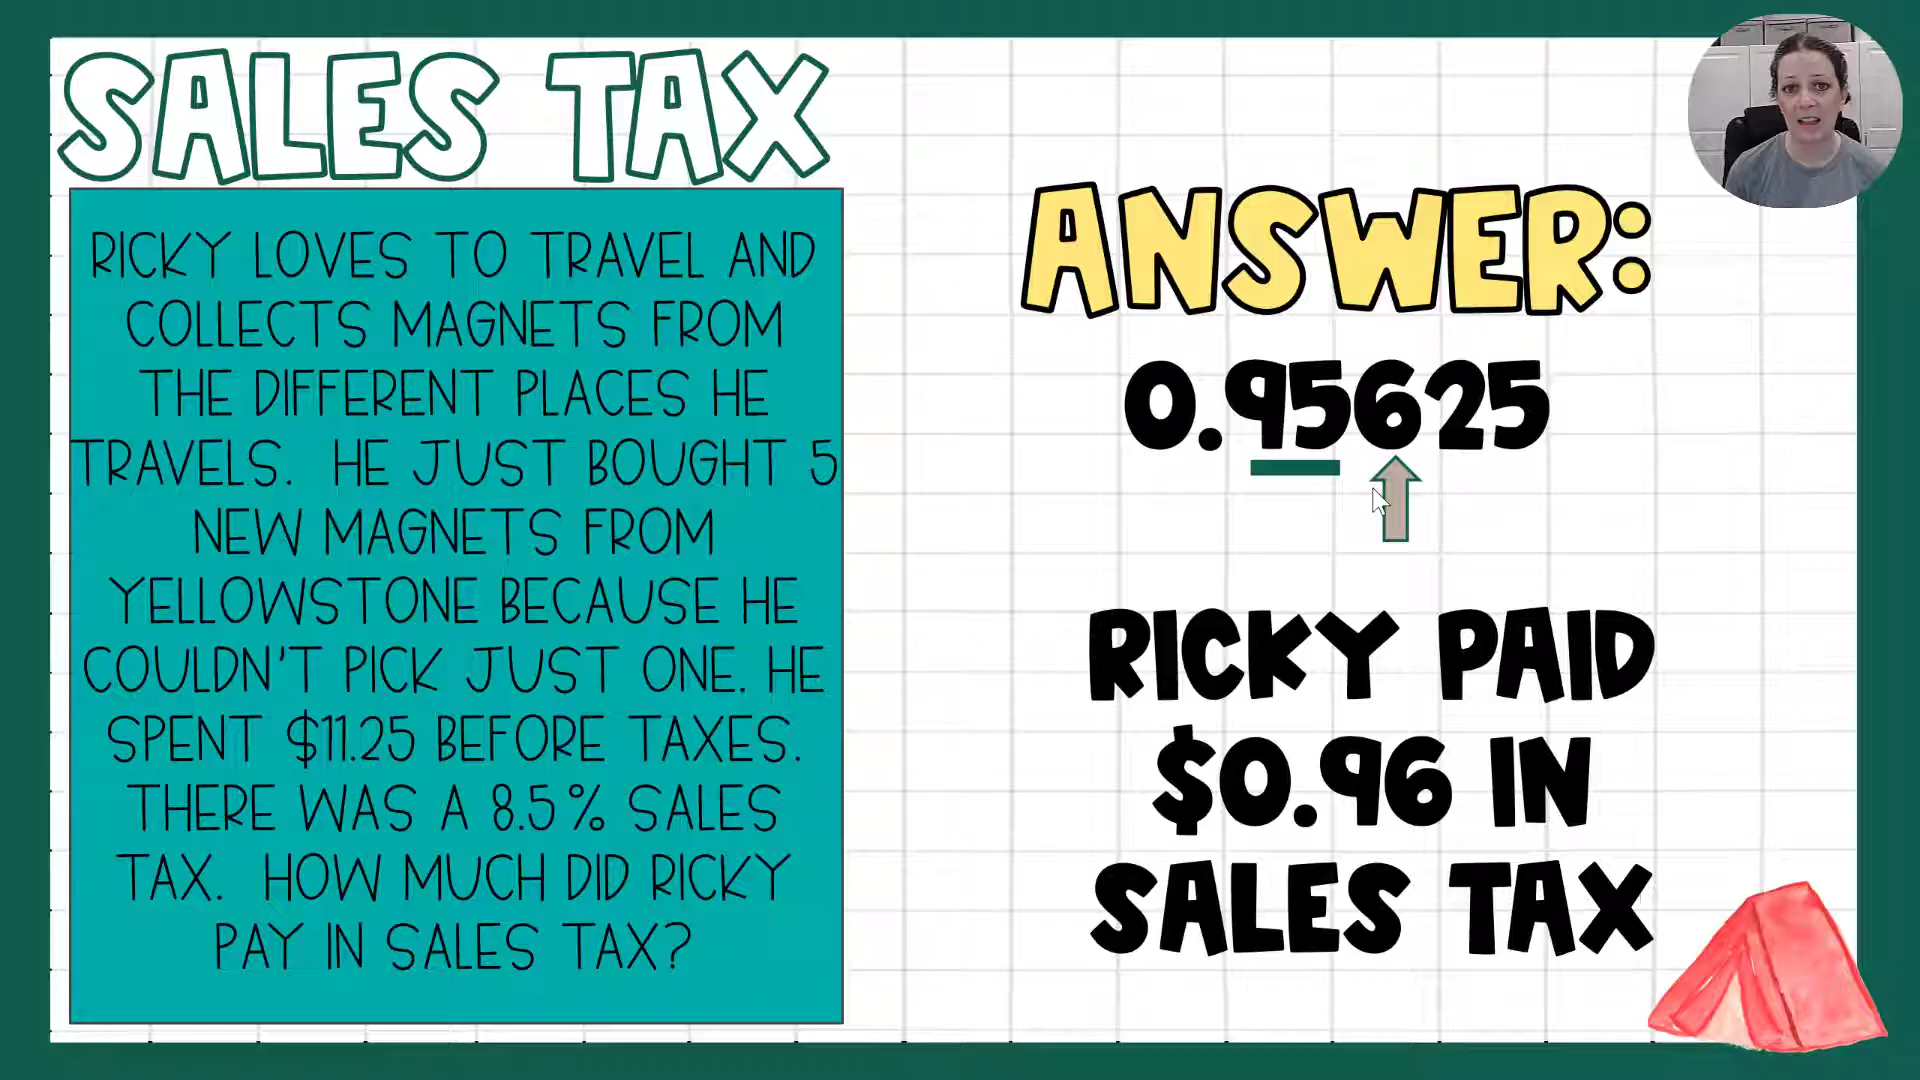 SALES TAX
RICKY LOVES TO TRAVEL AND
COLLECTS MAGNETS FROM
THE DIFFERENT PLACES HE
TRAVELS. HE JUST BOUGHT 5
NEW MAGNETS FROM
YELLOWSTONE BECAUSE HE
COULDN'T PICK JUST ONE. HE
SPENT $11.25 BEFORE TAXES.
THERE WAS A 8.5% SALES
TAX. HOW MUCH DID RICKY
PAY IN SALES TAX?
ANSWER:
0.95625
RICKY PAID
$0.96 IN
SALES TAX